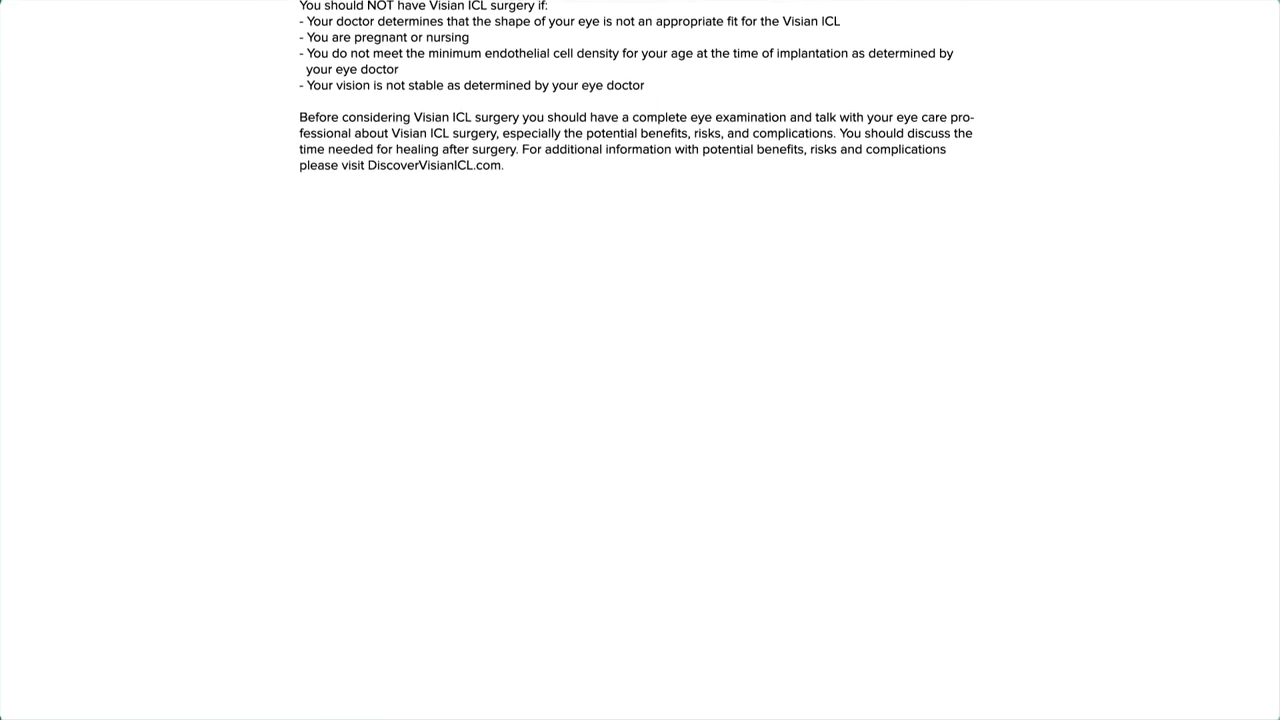 You should NOT have Visian ICL surgery if:
- Your doctor determines that the shape of your eye is not an appropriate fit for the Visian ICL
- You are pregnant or nursing
- You do not meet the minimum endothelial cell density for your age at the time of implantation as determined by
your eye doctor
- Your vision is not stable as determined by your eye doctor
Before considering Visian ICL surgery you should have a complete eye examination and talk with your eye care pro-
fessional about Visian ICL surgery, especially the potential benefits, risks, and complications. You should discuss the
time needed for healing after surgery. For additional information with potential benefits, risks and complications
please visit DiscoverVisianICL.com.